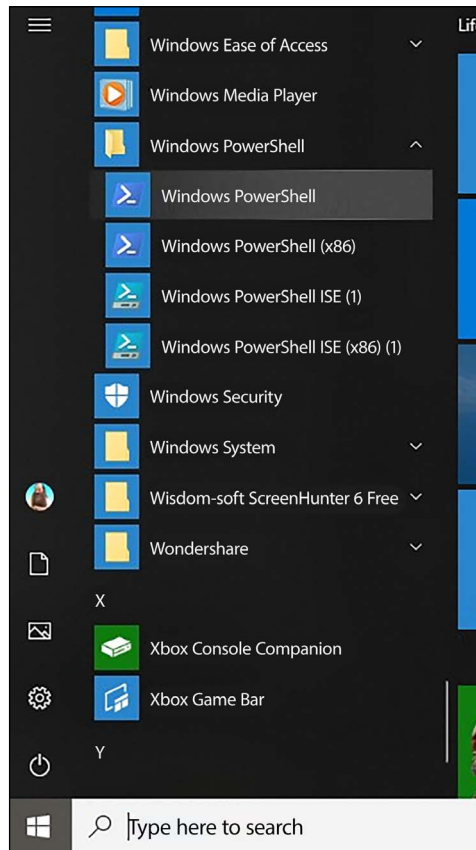 Lif
Windows Ease of Access
Windows Media Player
Windows PowerShell
Windows PowerShell
Windows PowerShell (x86)
Windows PowerShell ISE (1)
Windows PowerShell ISE (x86) (1)
Windows Security
Windows System
Wisdom-soft ScreenHunter 6 Free
Wondershare
X
Xbox Console Companion
Xbox Game Bar
Y
Type here to search